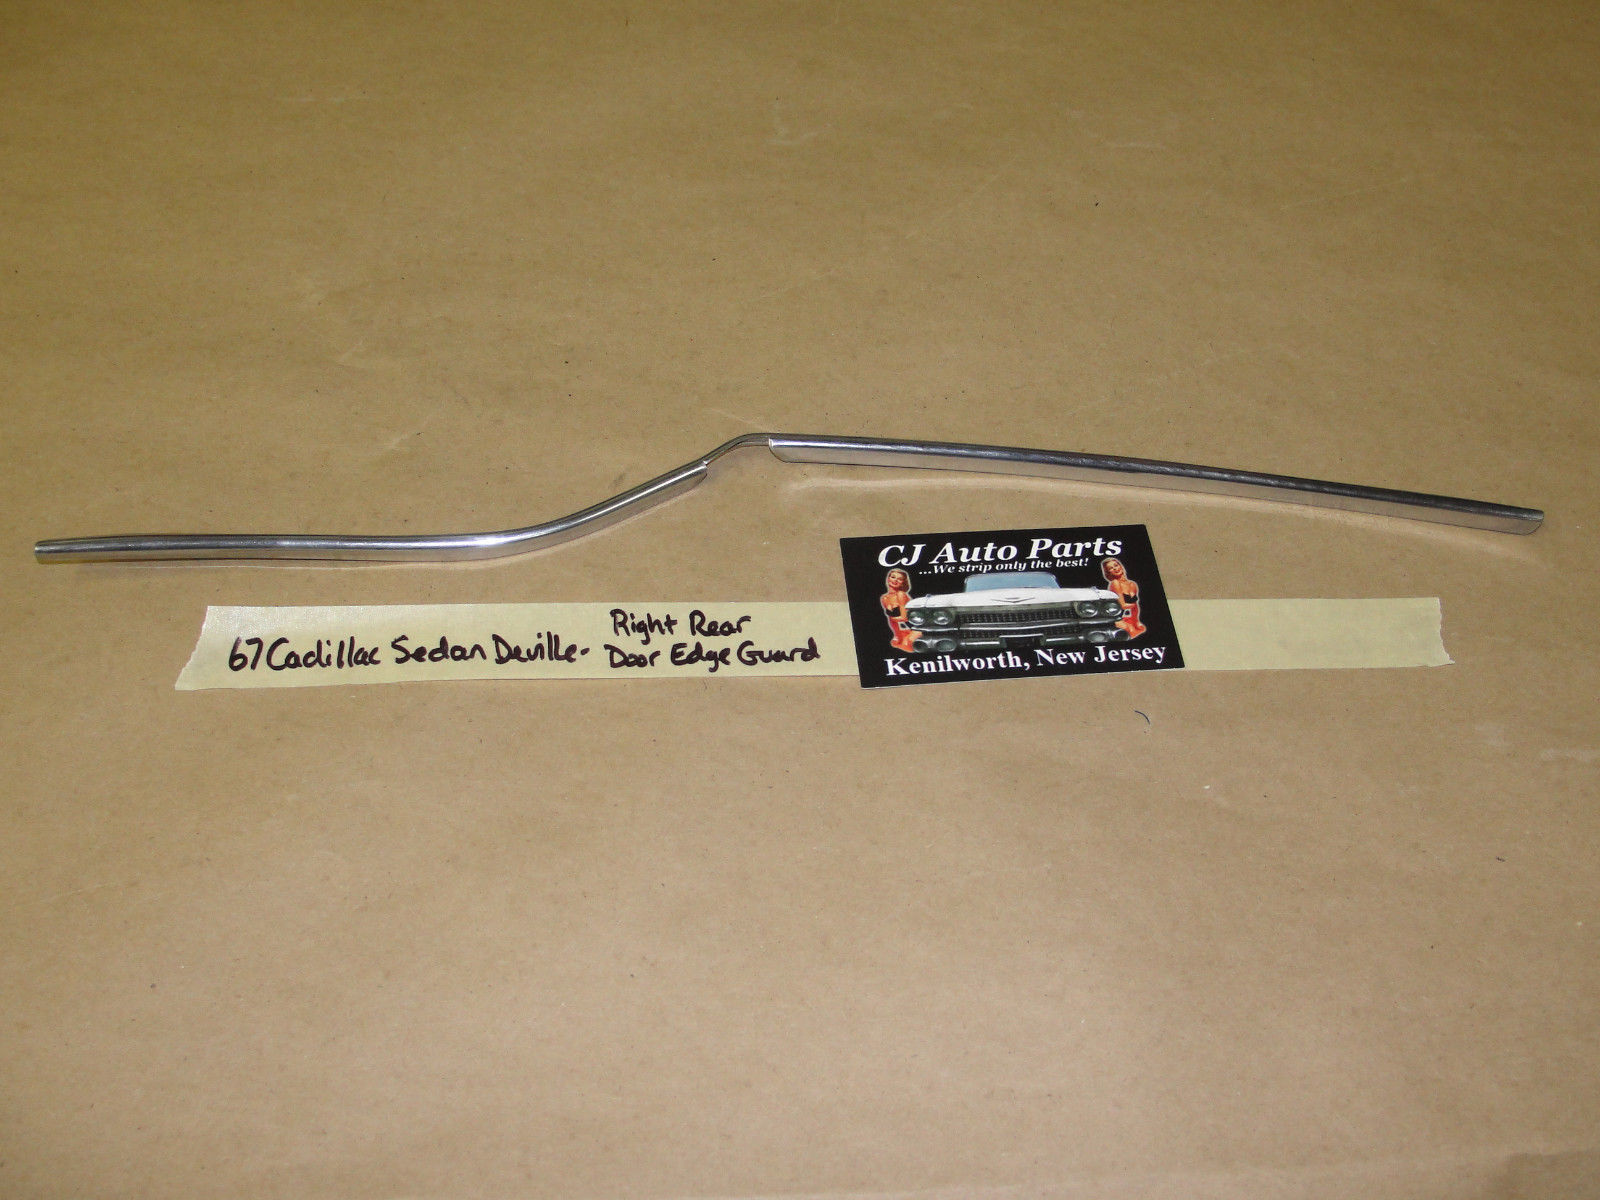 67 Cadillac Sedan Deville-
Right Rear
Door Edge Guard
CJ Auto Parts
...We strip only the best!
Kenilworth, New Jersey